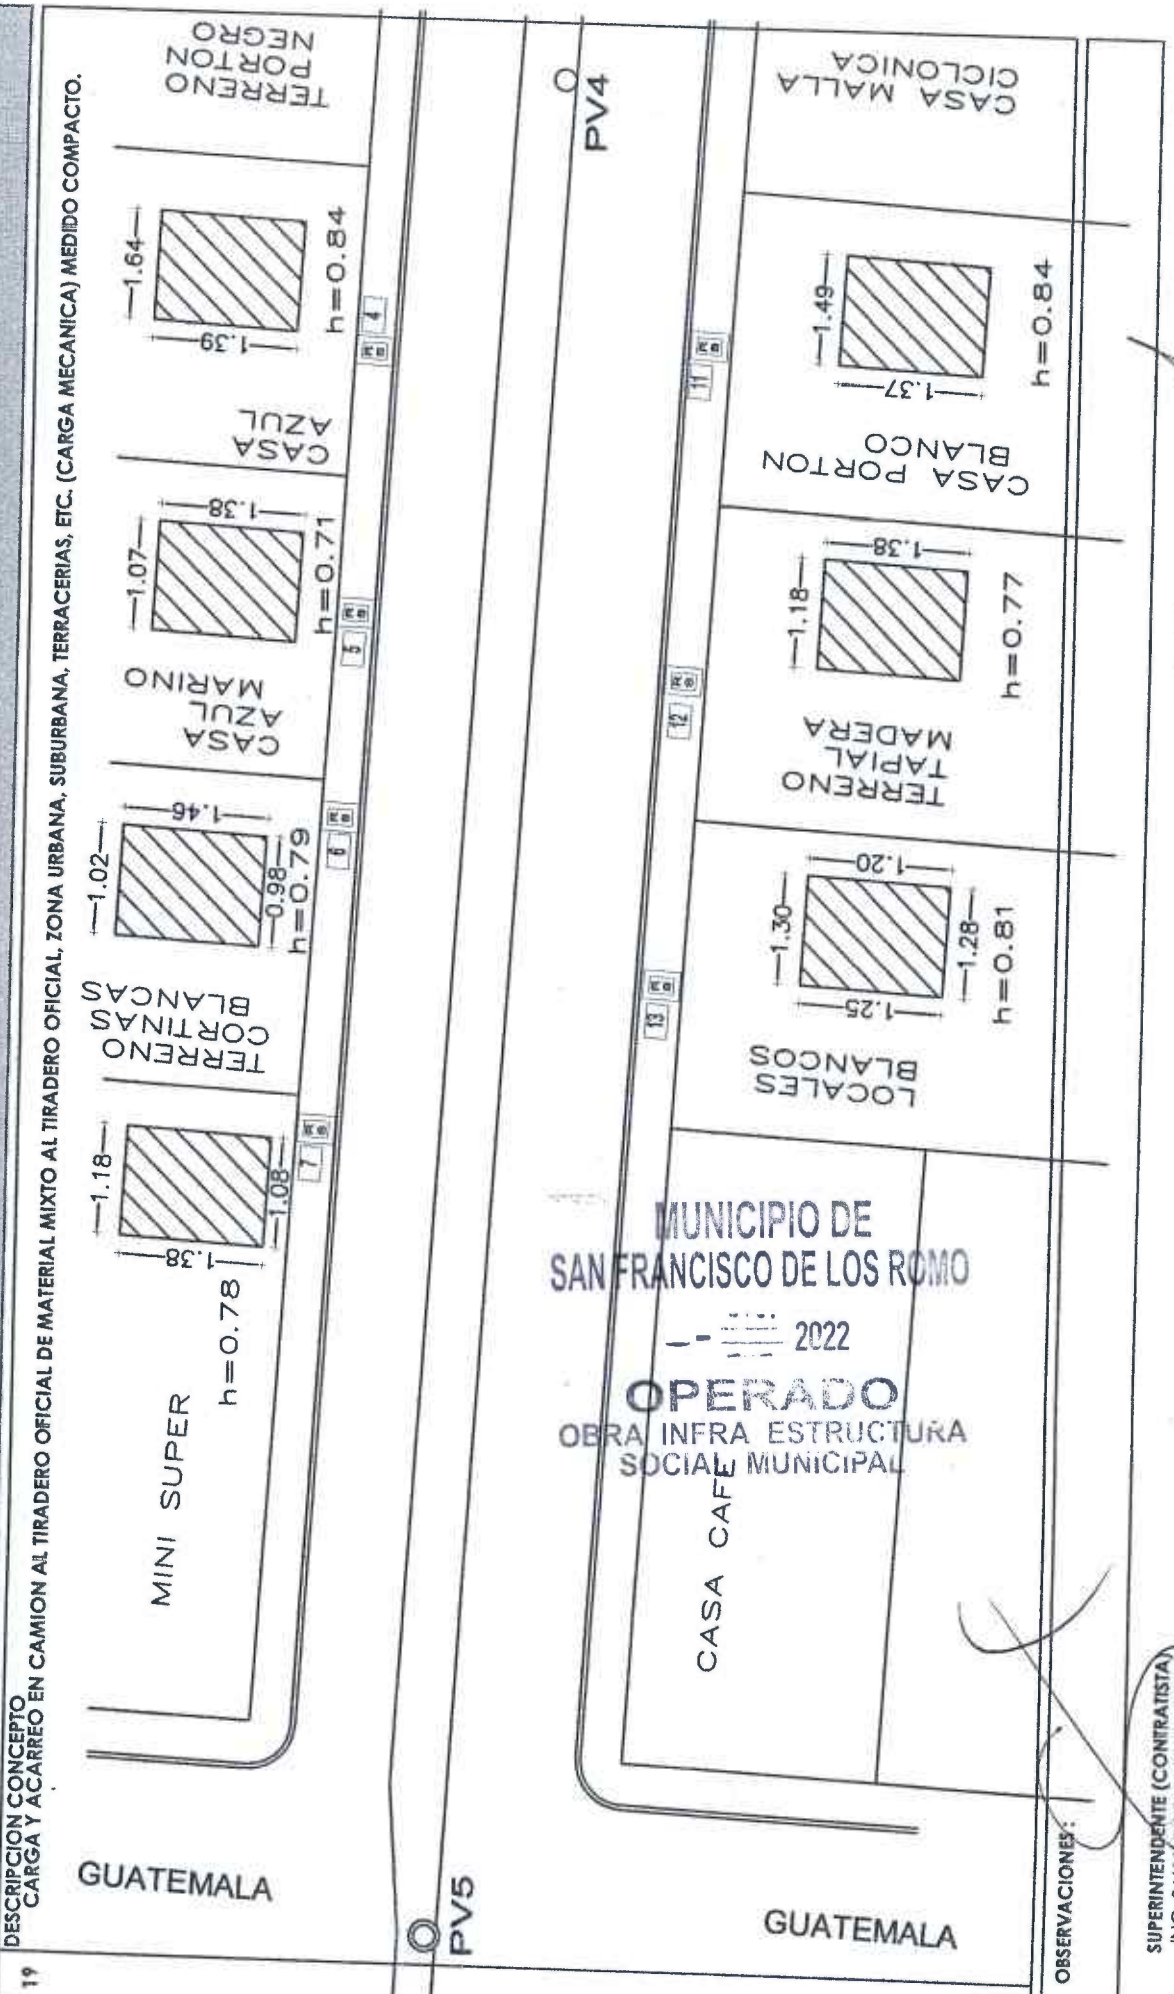 DESCRIPCION CONCEPTO
19
CARGA Y ACARREO EN CAMION AL TIRADERO OFICIAL DE MATERIAL MIXTO AL TIRADERO OFICIAL, ZONA URBANA, SUBURBANA, TERRACERIAS, ETC. (CARGA MECANICA) MEDIDO COMPACTO.
GUATEMALA
MINI SUPER
1.18
1.38
1.08
h=0.78
7
TERRENO
CORTINAS
BLANCAS
1.02
1.46
0.98
h=0.79
6
CASA
AZUL
MARINO
1.07
1.38
h=0.71
5
CASA
AZUL
1.64
1.39
h=0.84
4
TERRENO
PORTON
NEGRO
PV5
PV4
GUATEMALA
CASA CAFE
MUNICIPIO DE
SAN FRANCISCO DE LOS ROMO
2022
OPERADO
OBRA INFRA ESTRUCTURA
SOCIAL MUNICIPAL
13
LOCALES
BLANCOS
1.30
1.25
1.20
1.28
h=0.81
12
TERRENO
TAPIAL
MADERA
1.18
1.38
h=0.77
11
CASA PORTON
BLANCO
1.49
1.37
h=0.84
CASA MALLA
CICLONICA
OBSERVACIONES:
SUPERINTENDENTE (CONTRATISTA)